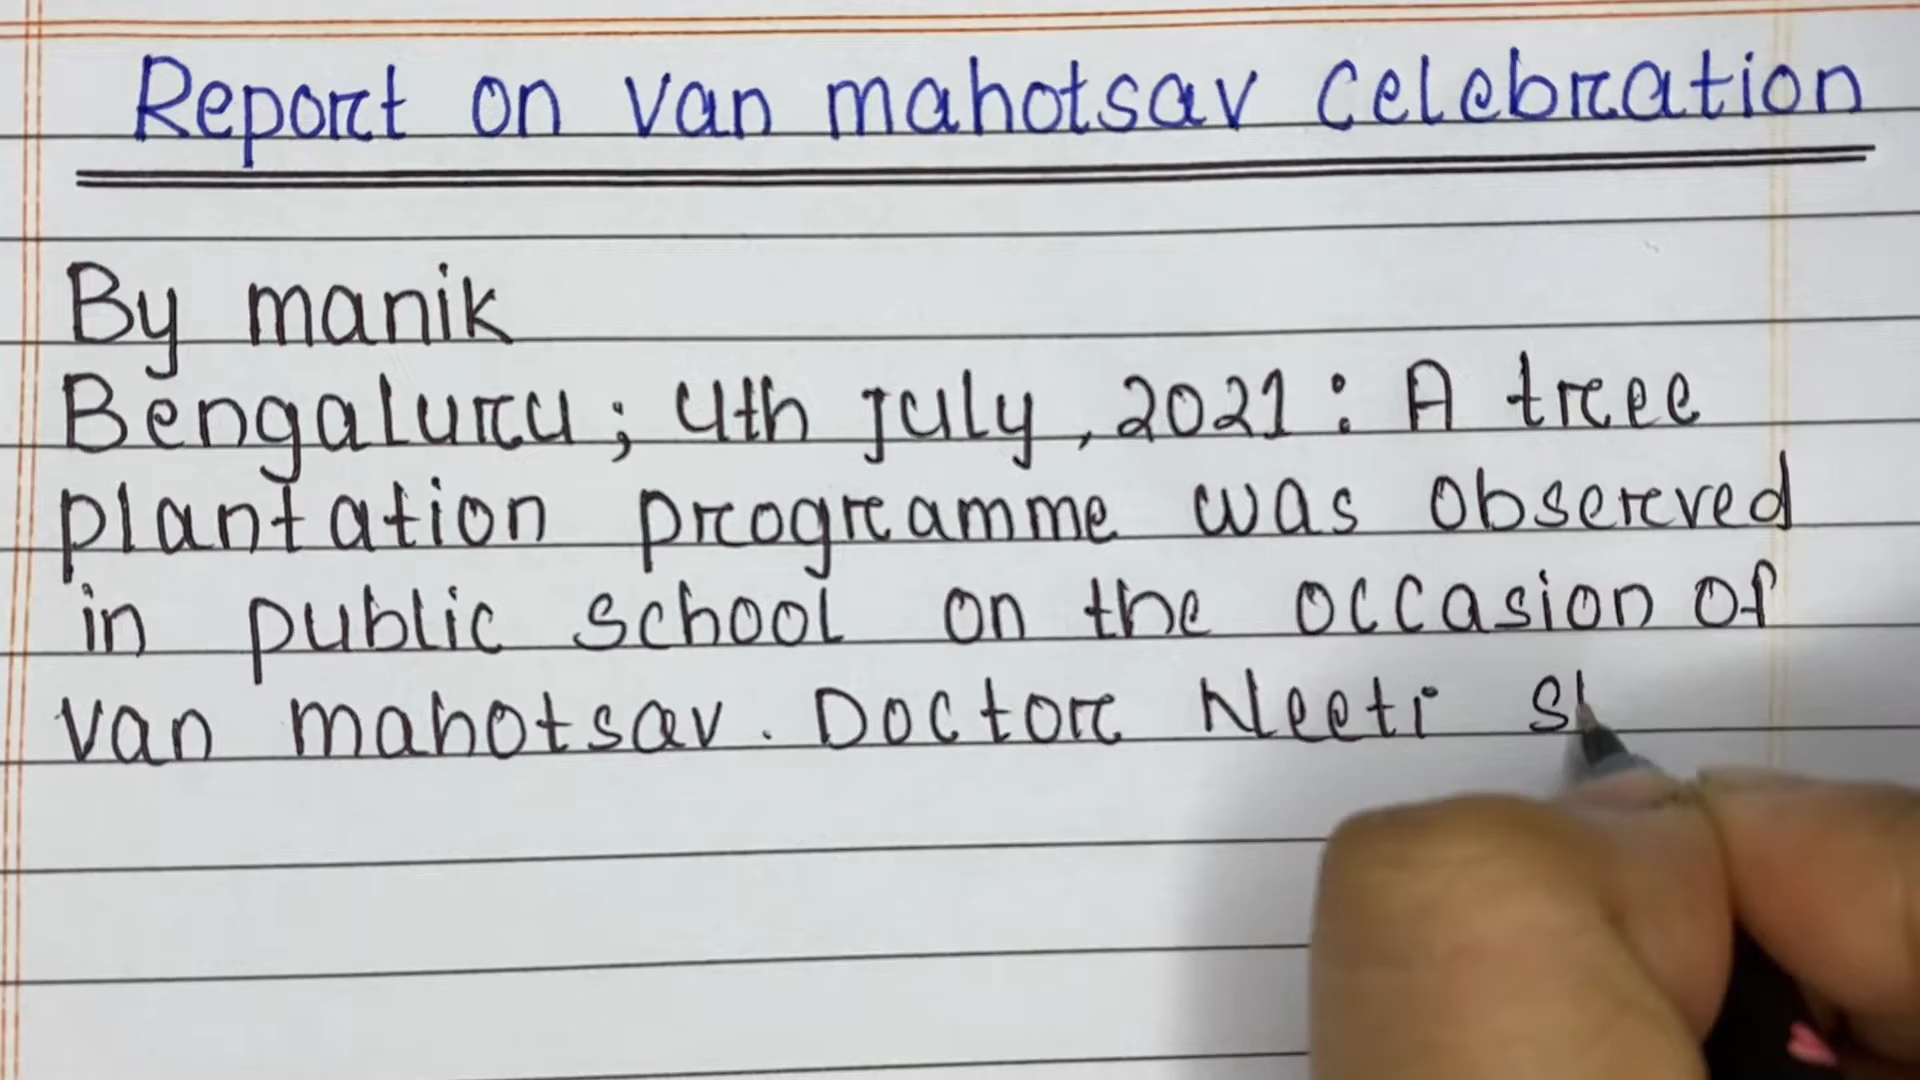 Report on van mahotsav celebration
By manik
Bengaluru; 4th july, 2021: A tree
plantation programme was observed
in public school on the occasion of
van mahotsav. Doctor Neeti